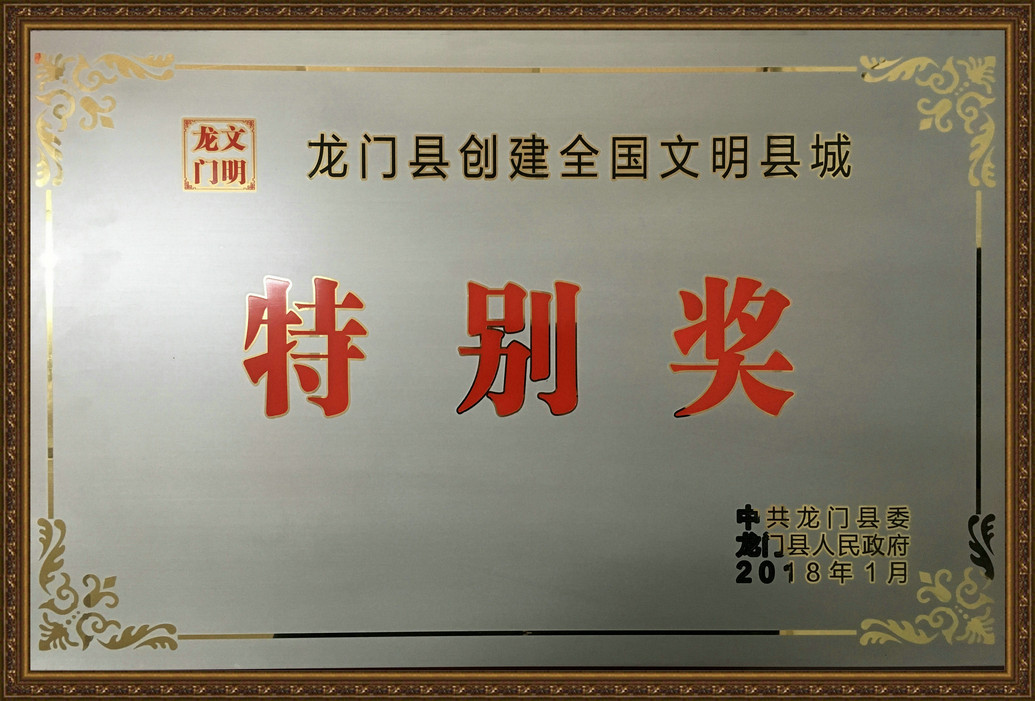 龙文
门明
龙门县创建全国文明县城
特别奖
中共龙门县委
龙门县人民政府
2018年1月